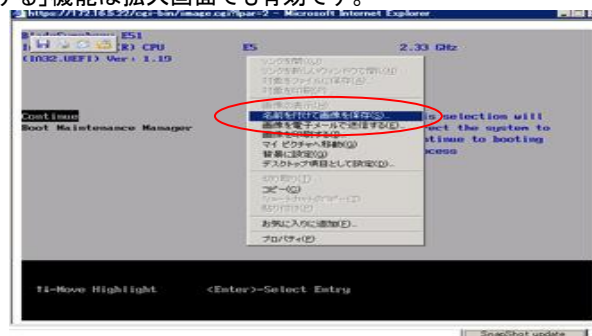 する」機能は拡大画面でも有効です。
https://172.16.5.22/cgi-bin/image.cgi?par=2 - Microsoft Internet Explorer
E51
(R) CPU E5 2.33 GHz
(IO32.UEFI) Ver: 1.19
リンクを開く(O)
リンクを新しいウィンドウで開く(N)
対象をファイルに保存(A)...
対象を印刷(P)
画像の表示(H)
Continue
名前を付けて画像を保存(S)...
is selection will
Boot Maintenance Manager
画像を電子メールで送信する(E)...
ect the system to
画像を印刷する(I)...
ntinue to booting
マイ ピクチャへ移動(G)
ocess
背景に設定(G)
デスクトップ項目として設定(D)...
切り取り(T)
コピー(C)
ショートカットのコピー(T)
貼り付け(P)
お気に入りに追加(F)...
プロパティ(P)
↑↓=Move Highlight <Enter>=Select Entry
SnapShot update